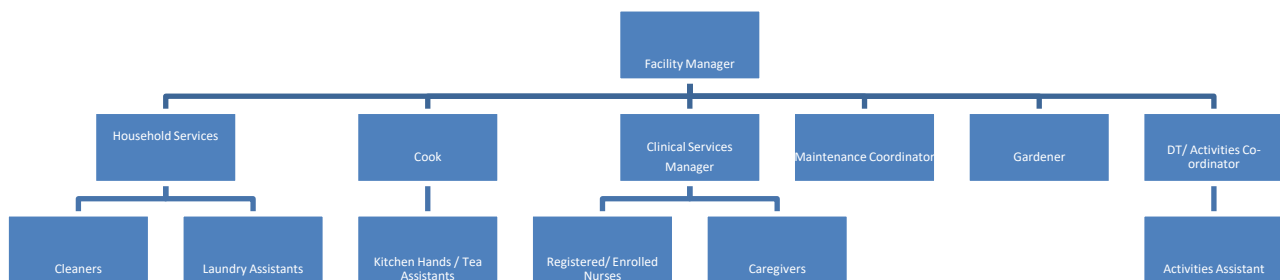 Facility Manager
Household Services
Cook
Clinical Services
Manager
Maintenance Coordinator
Gardener
DT/ Activities Co-
ordinator
Cleaners
Laundry Assistants
Kitchen Hands / Tea
Assistants
Registered/ Enrolled
Nurses
Caregivers
Activities Assistant